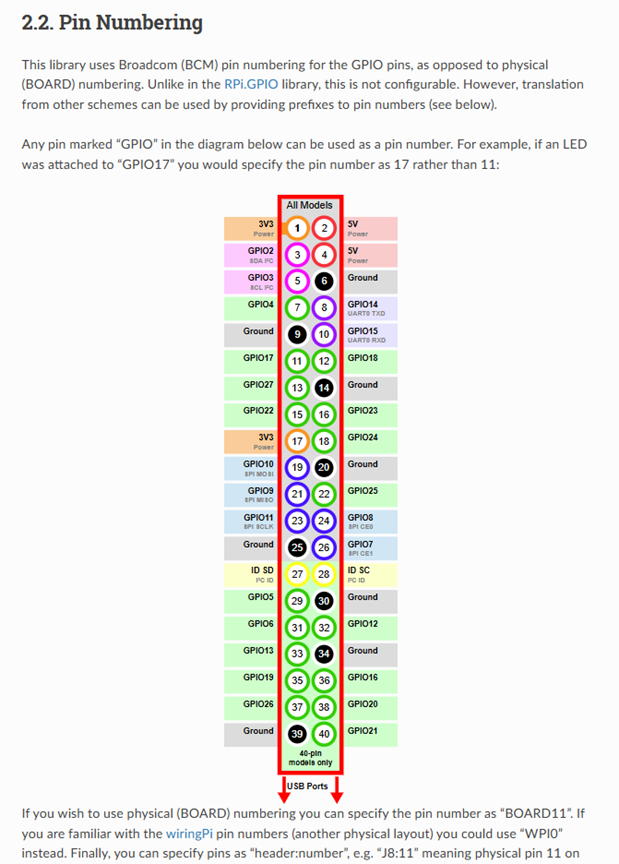 2.2. Pin Numbering
This library uses Broadcom (BCM) pin numbering for the GPIO pins, as opposed to physical
(BOARD) numbering. Unlike in the RPi.GPIO library, this is not configurable. However, translation
from other schemes can be used by providing prefixes to pin numbers (see below).
Any pin marked “GPIO” in the diagram below can be used as a pin number. For example, if an LED
was attached to “GPIO17” you would specify the pin number as 17 rather than 11:
All Models
3V3 Power 1 2 5V Power
GPIO2 SDA I²C 3 4 5V Power
GPIO3 SCL I²C 5 6 Ground
GPIO4 7 8 GPIO14 UART0 TXD
Ground 9 10 GPIO15 UART0 RXD
GPIO17 11 12 GPIO18
GPIO27 13 14 Ground
GPIO22 15 16 GPIO23
3V3 Power 17 18 GPIO24
GPIO10 SPI MOSI 19 20 Ground
GPIO9 SPI MISO 21 22 GPIO25
GPIO11 SPI SCLK 23 24 GPIO8 SPI CE0
Ground 25 26 GPIO7 SPI CE1
ID SD I²C ID 27 28 ID SC I²C ID
GPIO5 29 30 Ground
GPIO6 31 32 GPIO12
GPIO13 33 34 Ground
GPIO19 35 36 GPIO16
GPIO26 37 38 GPIO20
Ground 39 40 GPIO21
40-pin
models only
USB Ports
If you wish to use physical (BOARD) numbering you can specify the pin number as “BOARD11”. If
you are familiar with the wiringPi pin numbers (another physical layout) you could use “WPI0”
instead. Finally, you can specify pins as “header:number”, e.g. “J8:11” meaning physical pin 11 on